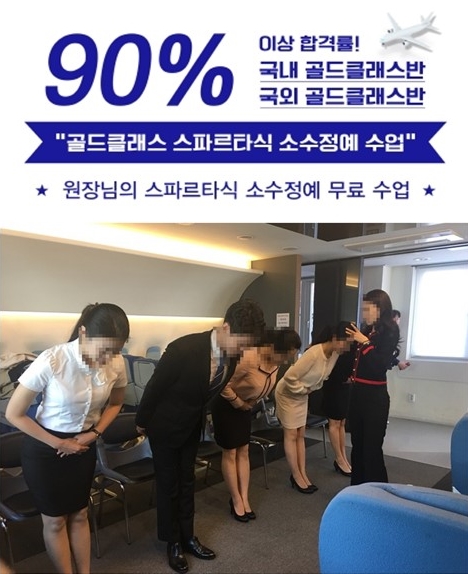 90%
이상 합격률!
국내 골드클래스반
국외 골드클래스반
"골드클래스 스파르타식 소수정예 수업"
★ 원장님의 스파르타식 소수정예 무료 수업 ★